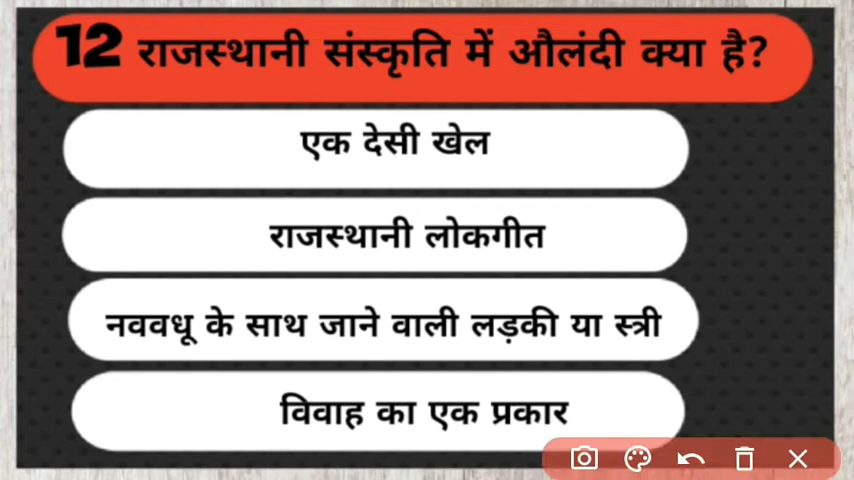 12 राजस्थानी संस्कृति में औलंदी क्या है?
एक देसी खेल
राजस्थानी लोकगीत
नववधू के साथ जाने वाली लड़की या स्त्री
विवाह का एक प्रकार